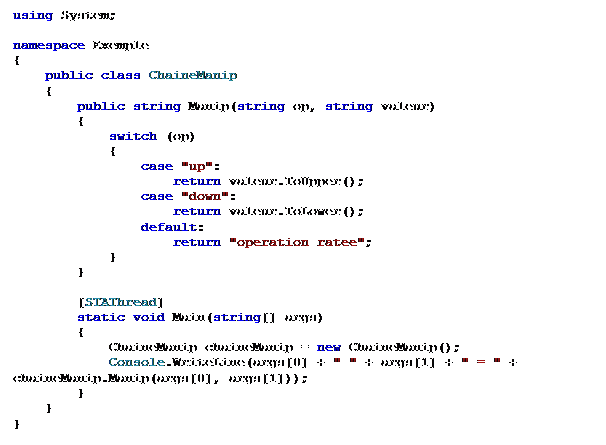 using System;
namespace Exemple
{
public class ChaineManip
{
public string Manip(string op, string valeur)
{
switch (op)
{
case "up":
return valeur.ToUpper();
case "down":
return valeur.ToLower();
default:
return "operation ratee";
}
}
[STAThread]
static void Main(string[] args)
{
ChaineManip chaineManip = new ChaineManip();
Console.WriteLine(args[0] + " " + args[1] + " = " +
chaineManip.Manip(args[0], args[1]));
}
}
}